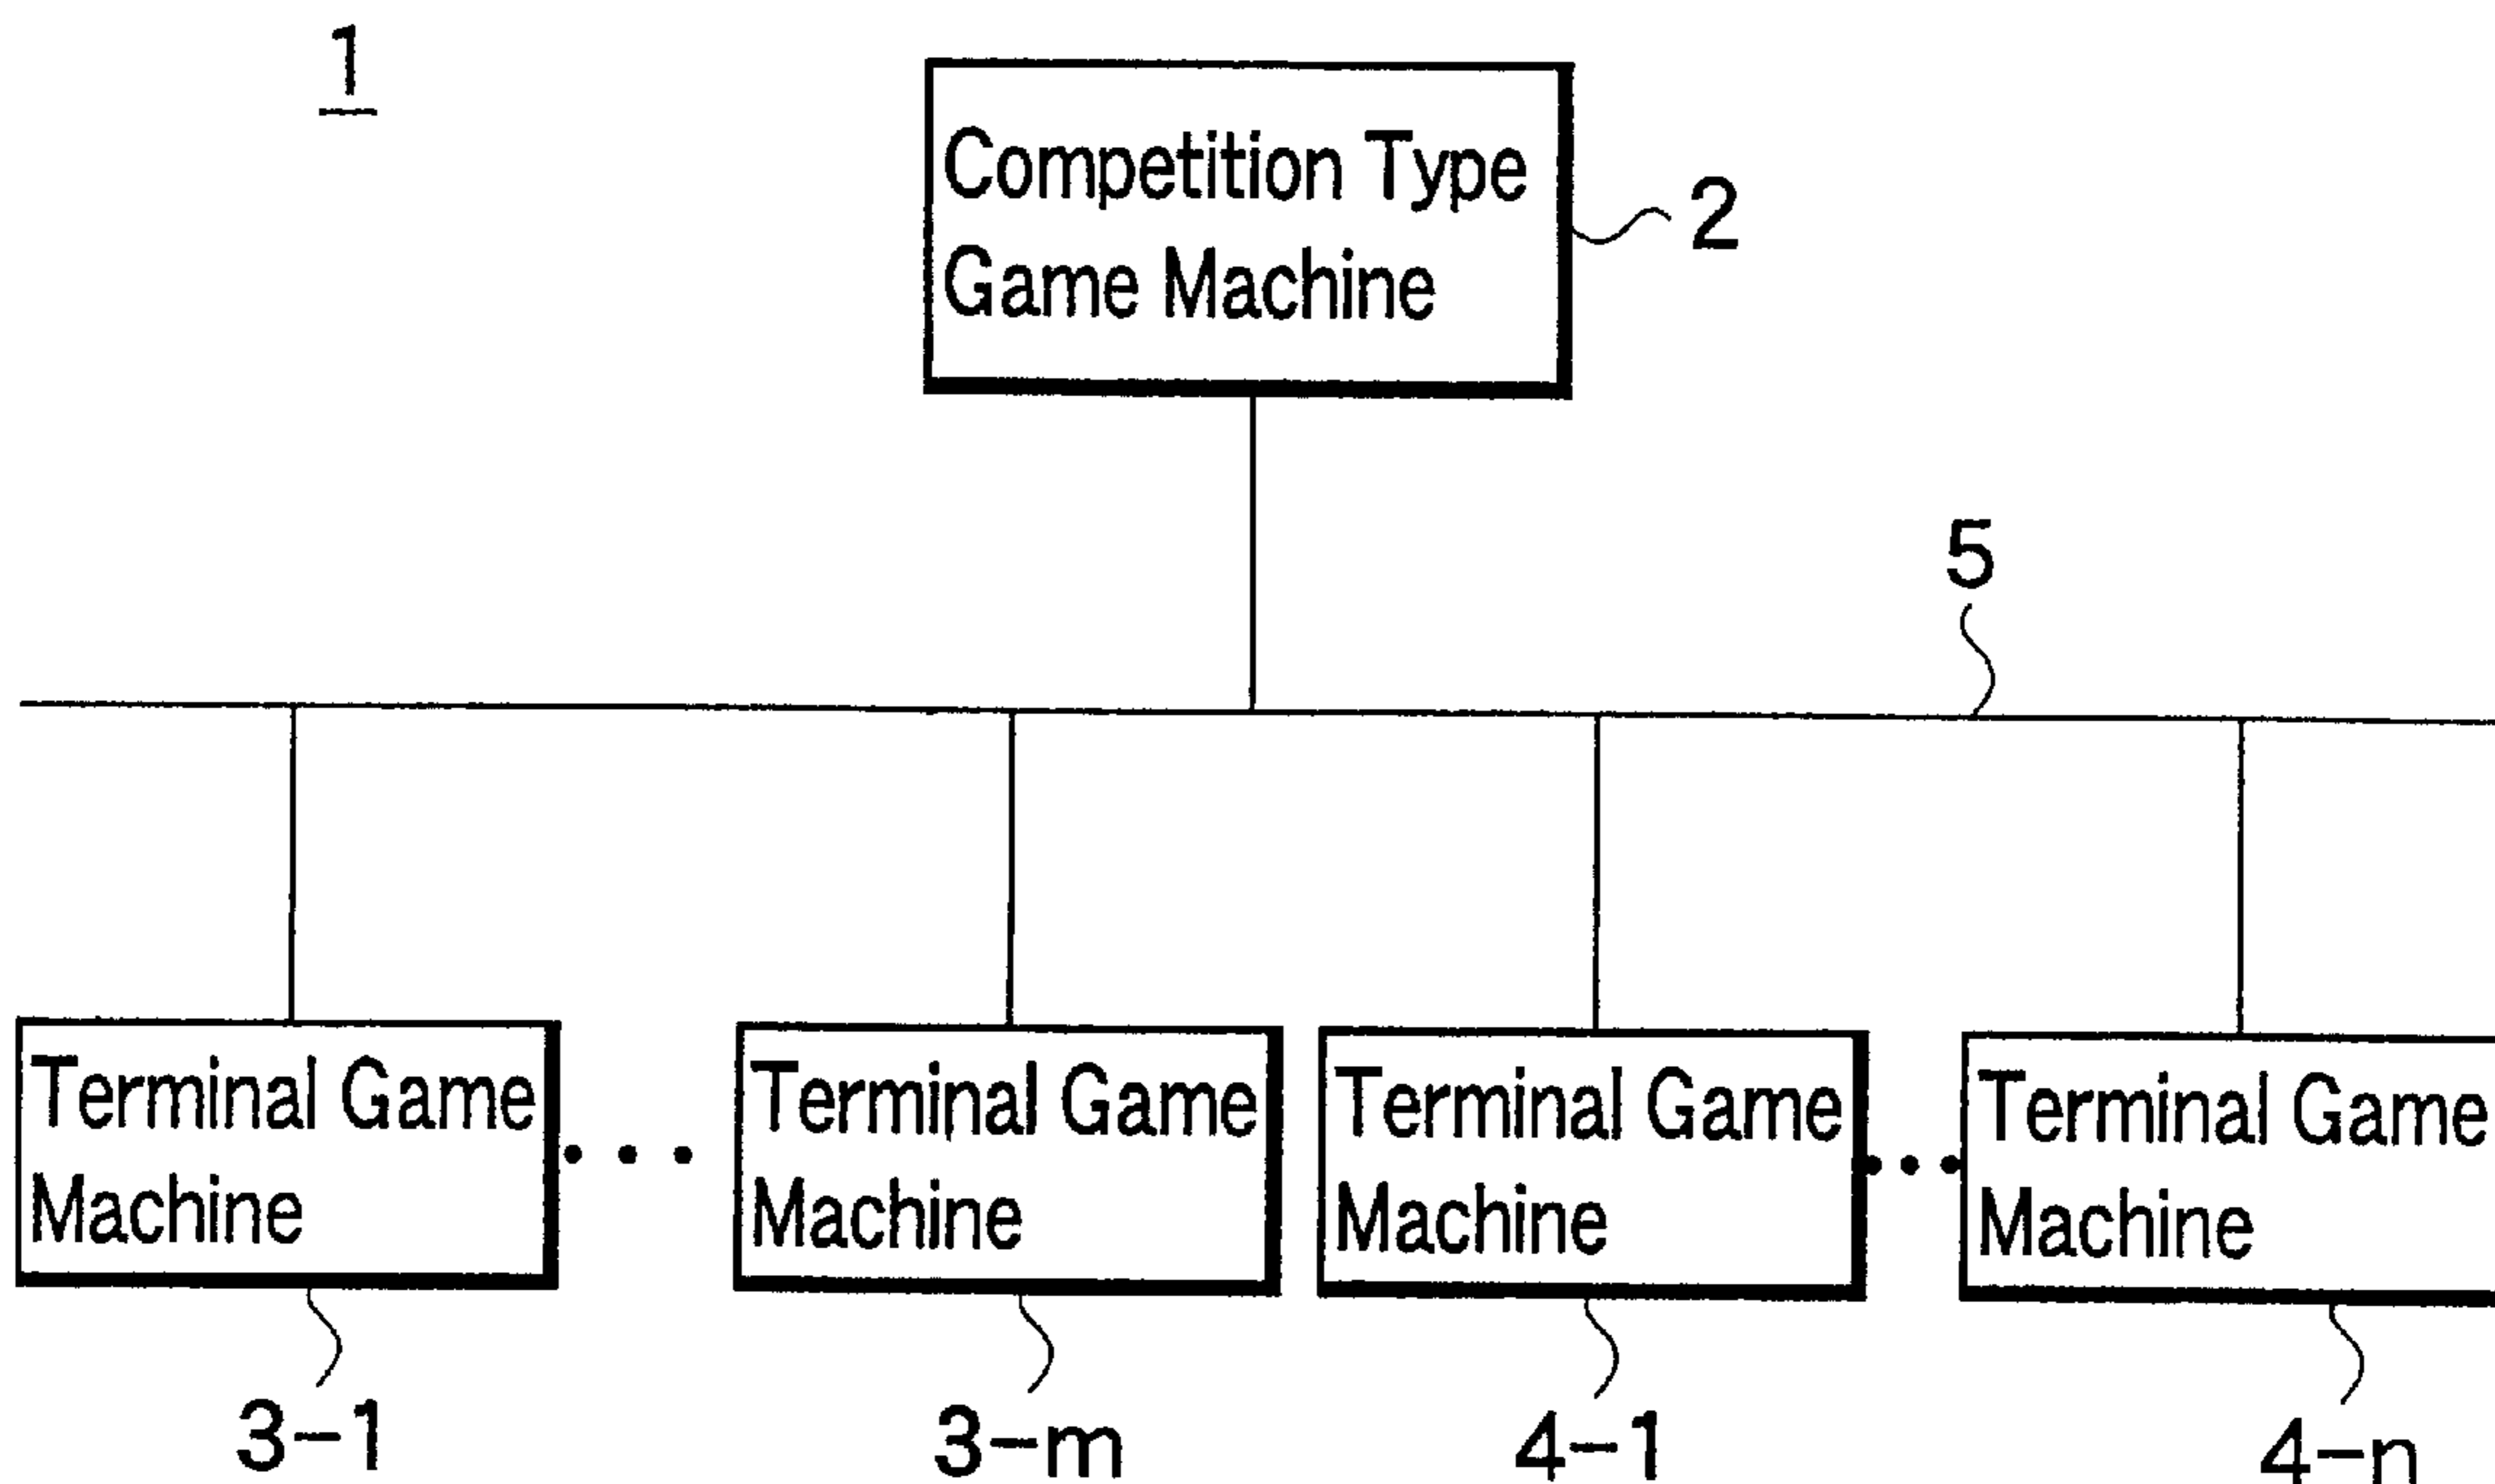 1
Competition Type
Game Machine
2
5
Terminal Game
Machine
Terminal Game
Machine
Terminal Game
Machine
Terminal Game
Machine
3-1
3-m
4-1
4-n